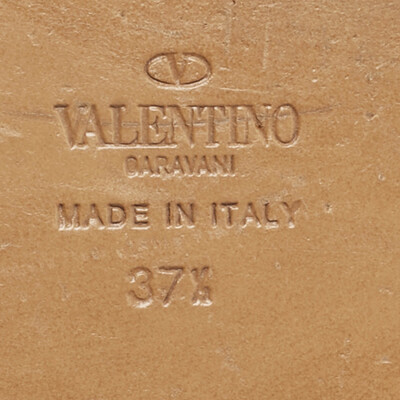 V
VALENTINO
GARAVANI
MADE IN ITALY
37½